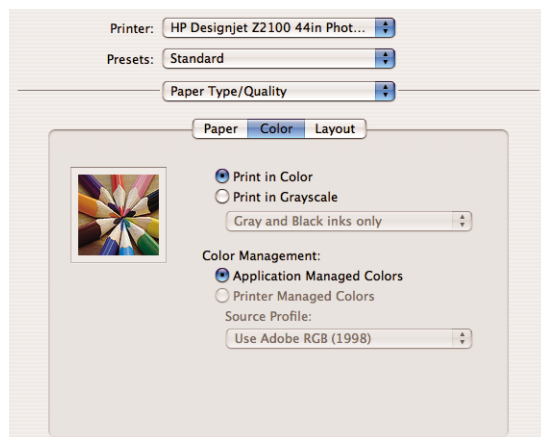 Printer: HP Designjet Z2100 44in Phot...
Presets: Standard
Paper Type/Quality
Paper Color Layout
Print in Color
Print in Grayscale
Gray and Black inks only
Color Management:
Application Managed Colors
Printer Managed Colors
Source Profile:
Use Adobe RGB (1998)